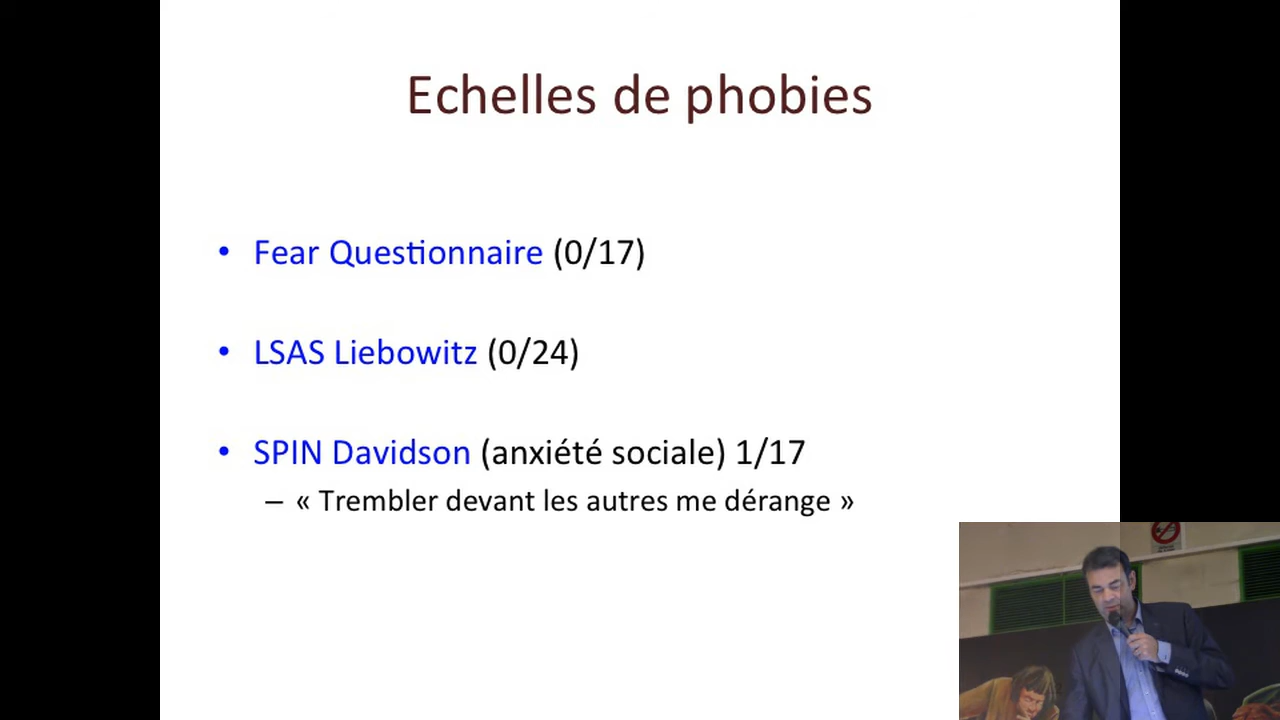 Echelles de phobies
• Fear Questionnaire (0/17)
• LSAS Liebowitz (0/24)
• SPIN Davidson (anxiété sociale) 1/17
– « Trembler devant les autres me dérange »